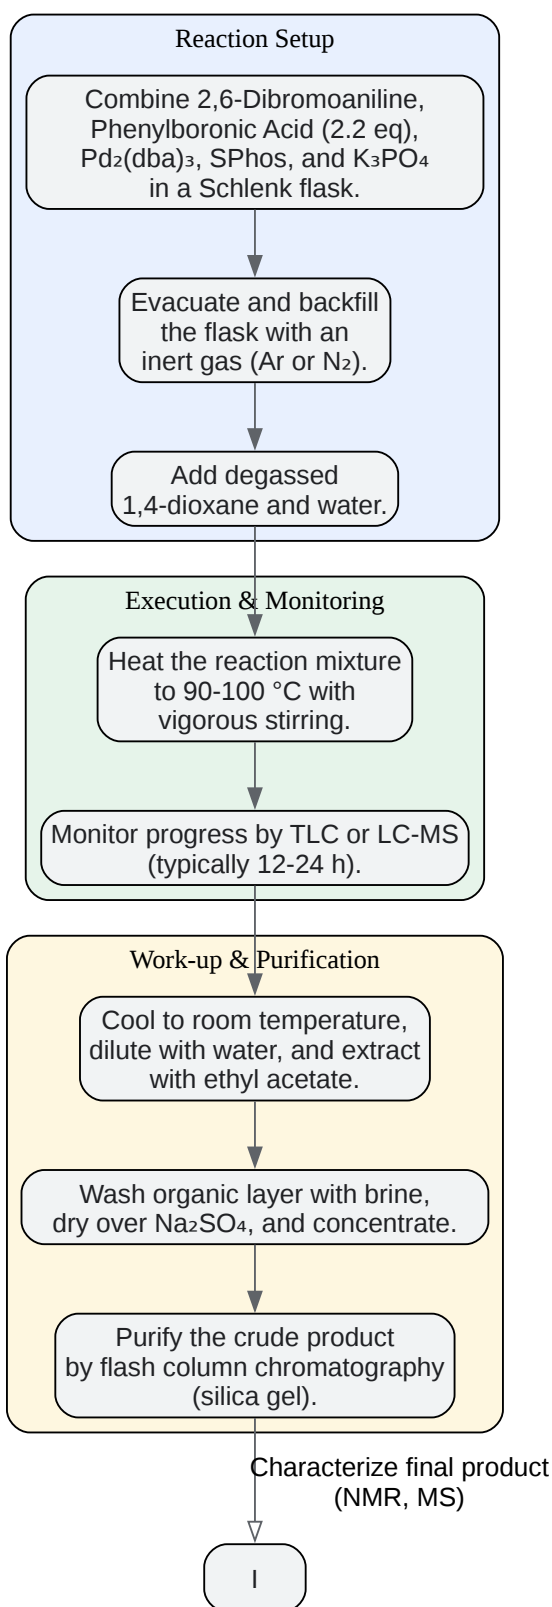 Reaction Setup
Combine 2,6-Dibromoaniline,
Phenylboronic Acid (2.2 eq),
Pd₂(dba)₃, SPhos, and K₃PO₄
in a Schlenk flask.
Evacuate and backfill
the flask with an
inert gas (Ar or N₂).
Add degassed
1,4-dioxane and water.
Execution & Monitoring
Heat the reaction mixture
to 90-100 °C with
vigorous stirring.
Monitor progress by TLC or LC-MS
(typically 12-24 h).
Work-up & Purification
Cool to room temperature,
dilute with water, and extract
with ethyl acetate.
Wash organic layer with brine,
dry over Na₂SO₄, and concentrate.
Purify the crude product
by flash column chromatography
(silica gel).
Characterize final product
(NMR, MS)
I